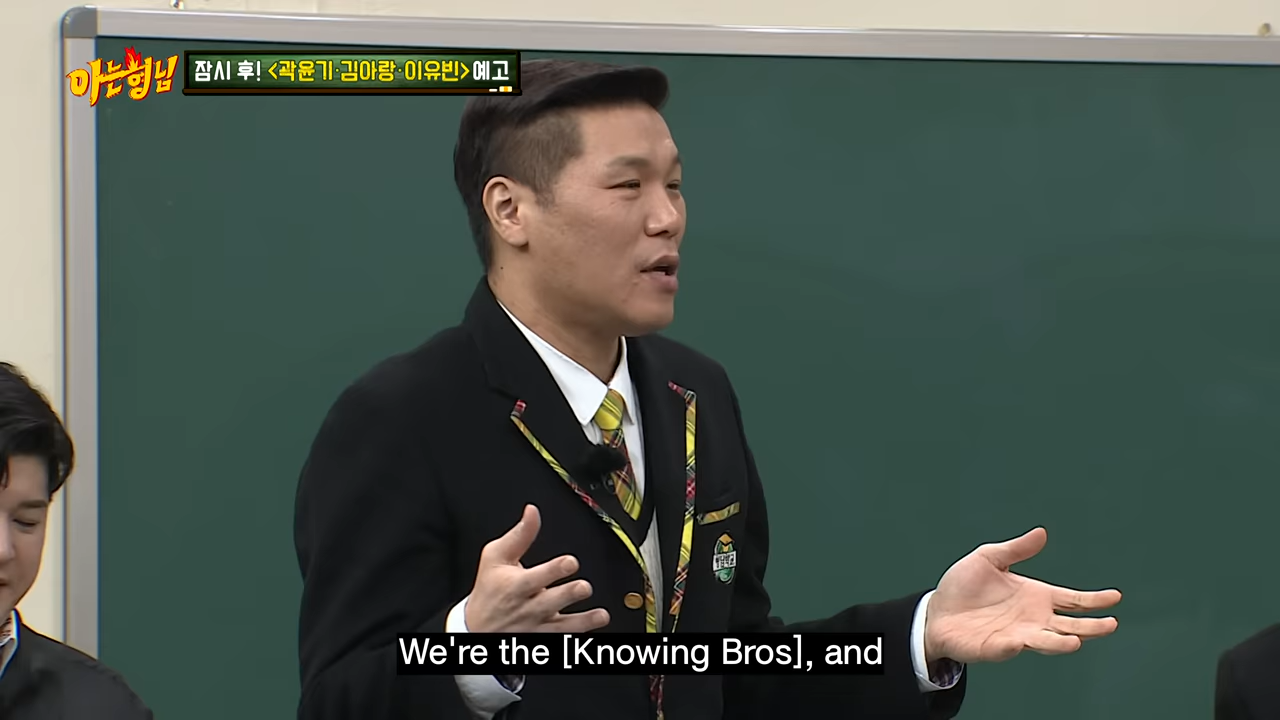 아는형님
잠시 후! <곽윤기·김아랑·이유빈> 예고
We're the [Knowing Bros], and